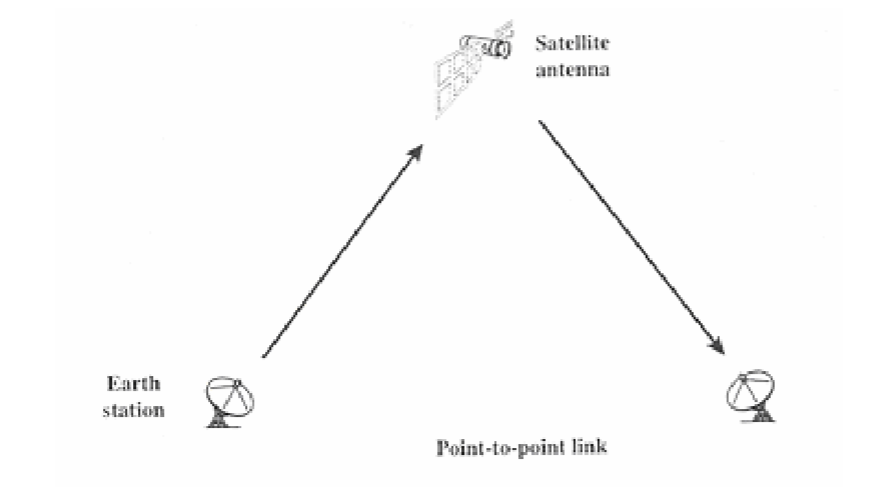 Satellite
antenna
Earth
station
Point-to-point link